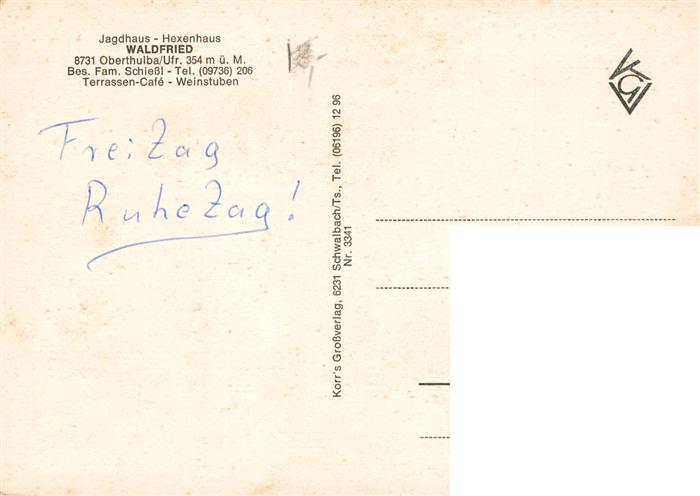 Jagdhaus - Hexenhaus
WALDFRIED
8731 Oberthulba/Ufr. 354 m ü. M.
Bes. Fam. Schießl - Tel. (09736) 206
Terrassen-Café - Weinstuben
FreiTag
RuheTag!
Korr's Großverlag, 6231 Schwalbach/Ts., Tel. (06196) 12 96
Nr. 3341